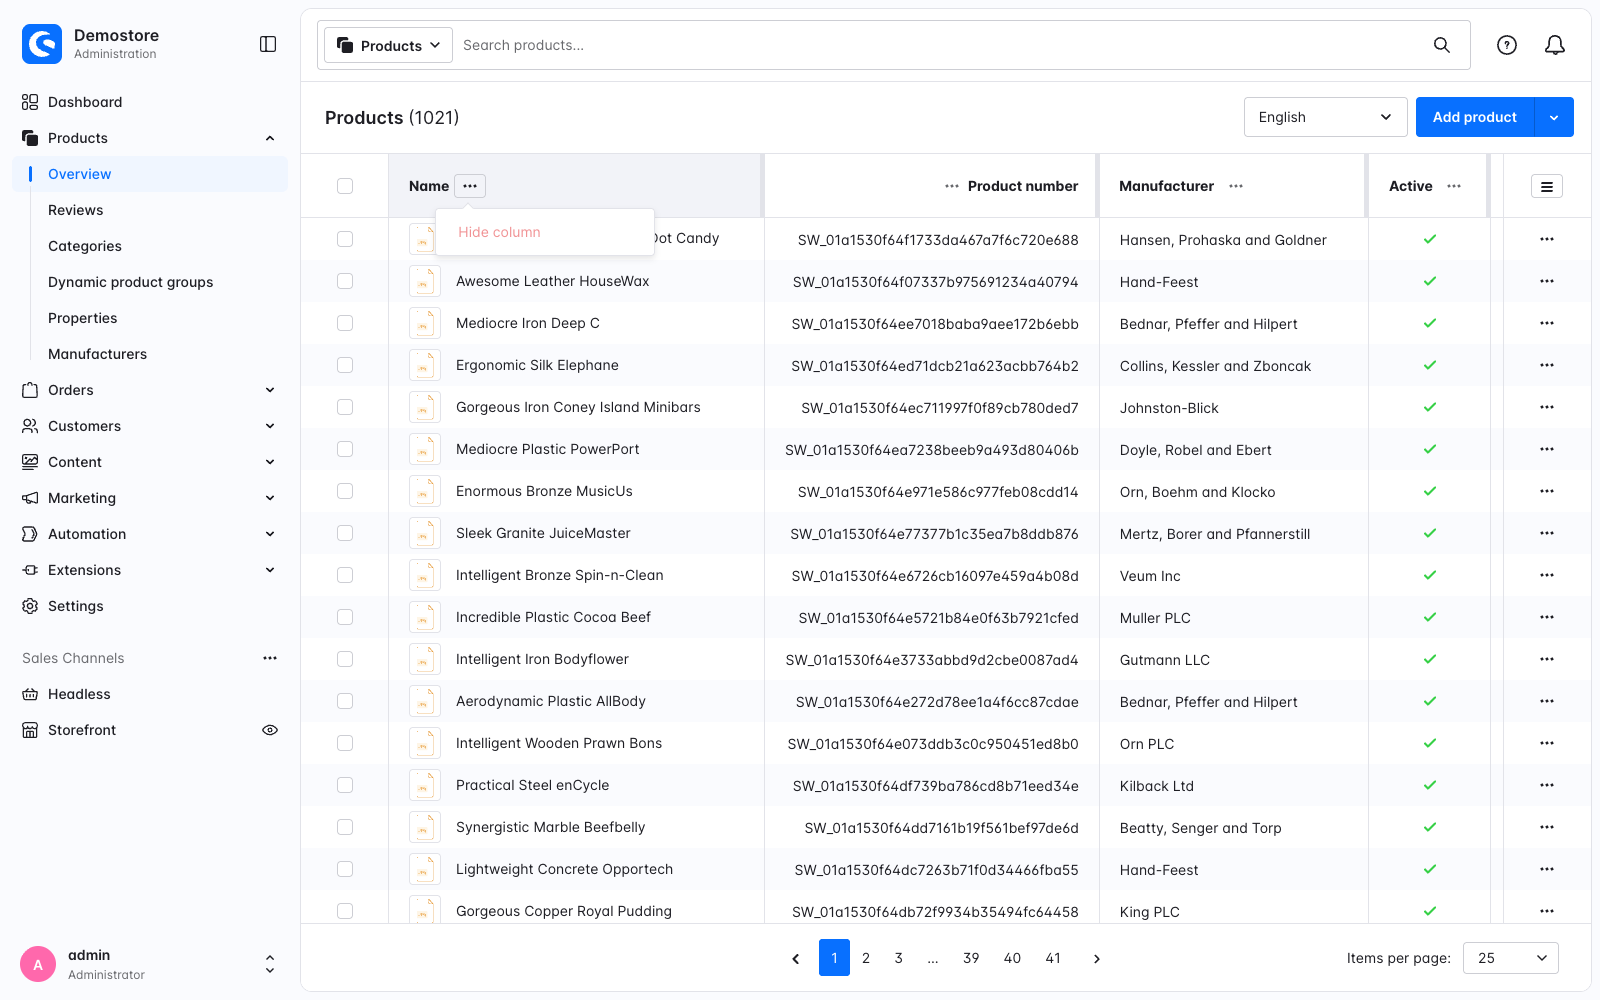 Demostore
Administration
Products
Search products...
Dashboard
Products
Overview
Reviews
Categories
Dynamic product groups
Properties
Manufacturers
Orders
Customers
Content
Marketing
Automation
Extensions
Settings
Sales Channels
Headless
Storefront
A
admin
Administrator
Products (1021)
English
Add product
Name
Product number
Manufacturer
Active
Hide column
Dot Candy SW_01a1530f64f1733da467a7f6c720e688 Hansen, Prohaska and Goldner
Awesome Leather HouseWax SW_01a1530f64f07337b975691234a40794 Hand-Feest
Mediocre Iron Deep C SW_01a1530f64ee7018baba9aee172b6ebb Bednar, Pfeffer and Hilpert
Ergonomic Silk Elephane SW_01a1530f64ed71dcb21a623acbb764b2 Collins, Kessler and Zboncak
Gorgeous Iron Coney Island Minibars SW_01a1530f64ec711997f0f89cb780ded7 Johnston-Blick
Mediocre Plastic PowerPort SW_01a1530f64ea7238beeb9a493d80406b Doyle, Robel and Ebert
Enormous Bronze MusicUs SW_01a1530f64e971e586c977feb08cdd14 Orn, Boehm and Klocko
Sleek Granite JuiceMaster SW_01a1530f64e77377b1c35ea7b8ddb876 Mertz, Borer and Pfannerstill
Intelligent Bronze Spin-n-Clean SW_01a1530f64e6726cb16097e459a4b08d Veum Inc
Incredible Plastic Cocoa Beef SW_01a1530f64e5721b84e0f63b7921cfed Muller PLC
Intelligent Iron Bodyflower SW_01a1530f64e3733abbd9d2cbe0087ad4 Gutmann LLC
Aerodynamic Plastic AllBody SW_01a1530f64e272d78ee1a4f6cc87cdae Bednar, Pfeffer and Hilpert
Intelligent Wooden Prawn Bons SW_01a1530f64e073ddb3c0c950451ed8b0 Orn PLC
Practical Steel enCycle SW_01a1530f64df739ba786cd8b71eed34e Kilback Ltd
Synergistic Marble Beefbelly SW_01a1530f64dd7161b19f561bef97de6d Beatty, Senger and Torp
Lightweight Concrete Opportech SW_01a1530f64dc7263b71f0d34466fba55 Hand-Feest
Gorgeous Copper Royal Pudding SW_01a1530f64db72f9934b35494fc64458 King PLC
1 2 3 ... 39 40 41
Items per page: 25